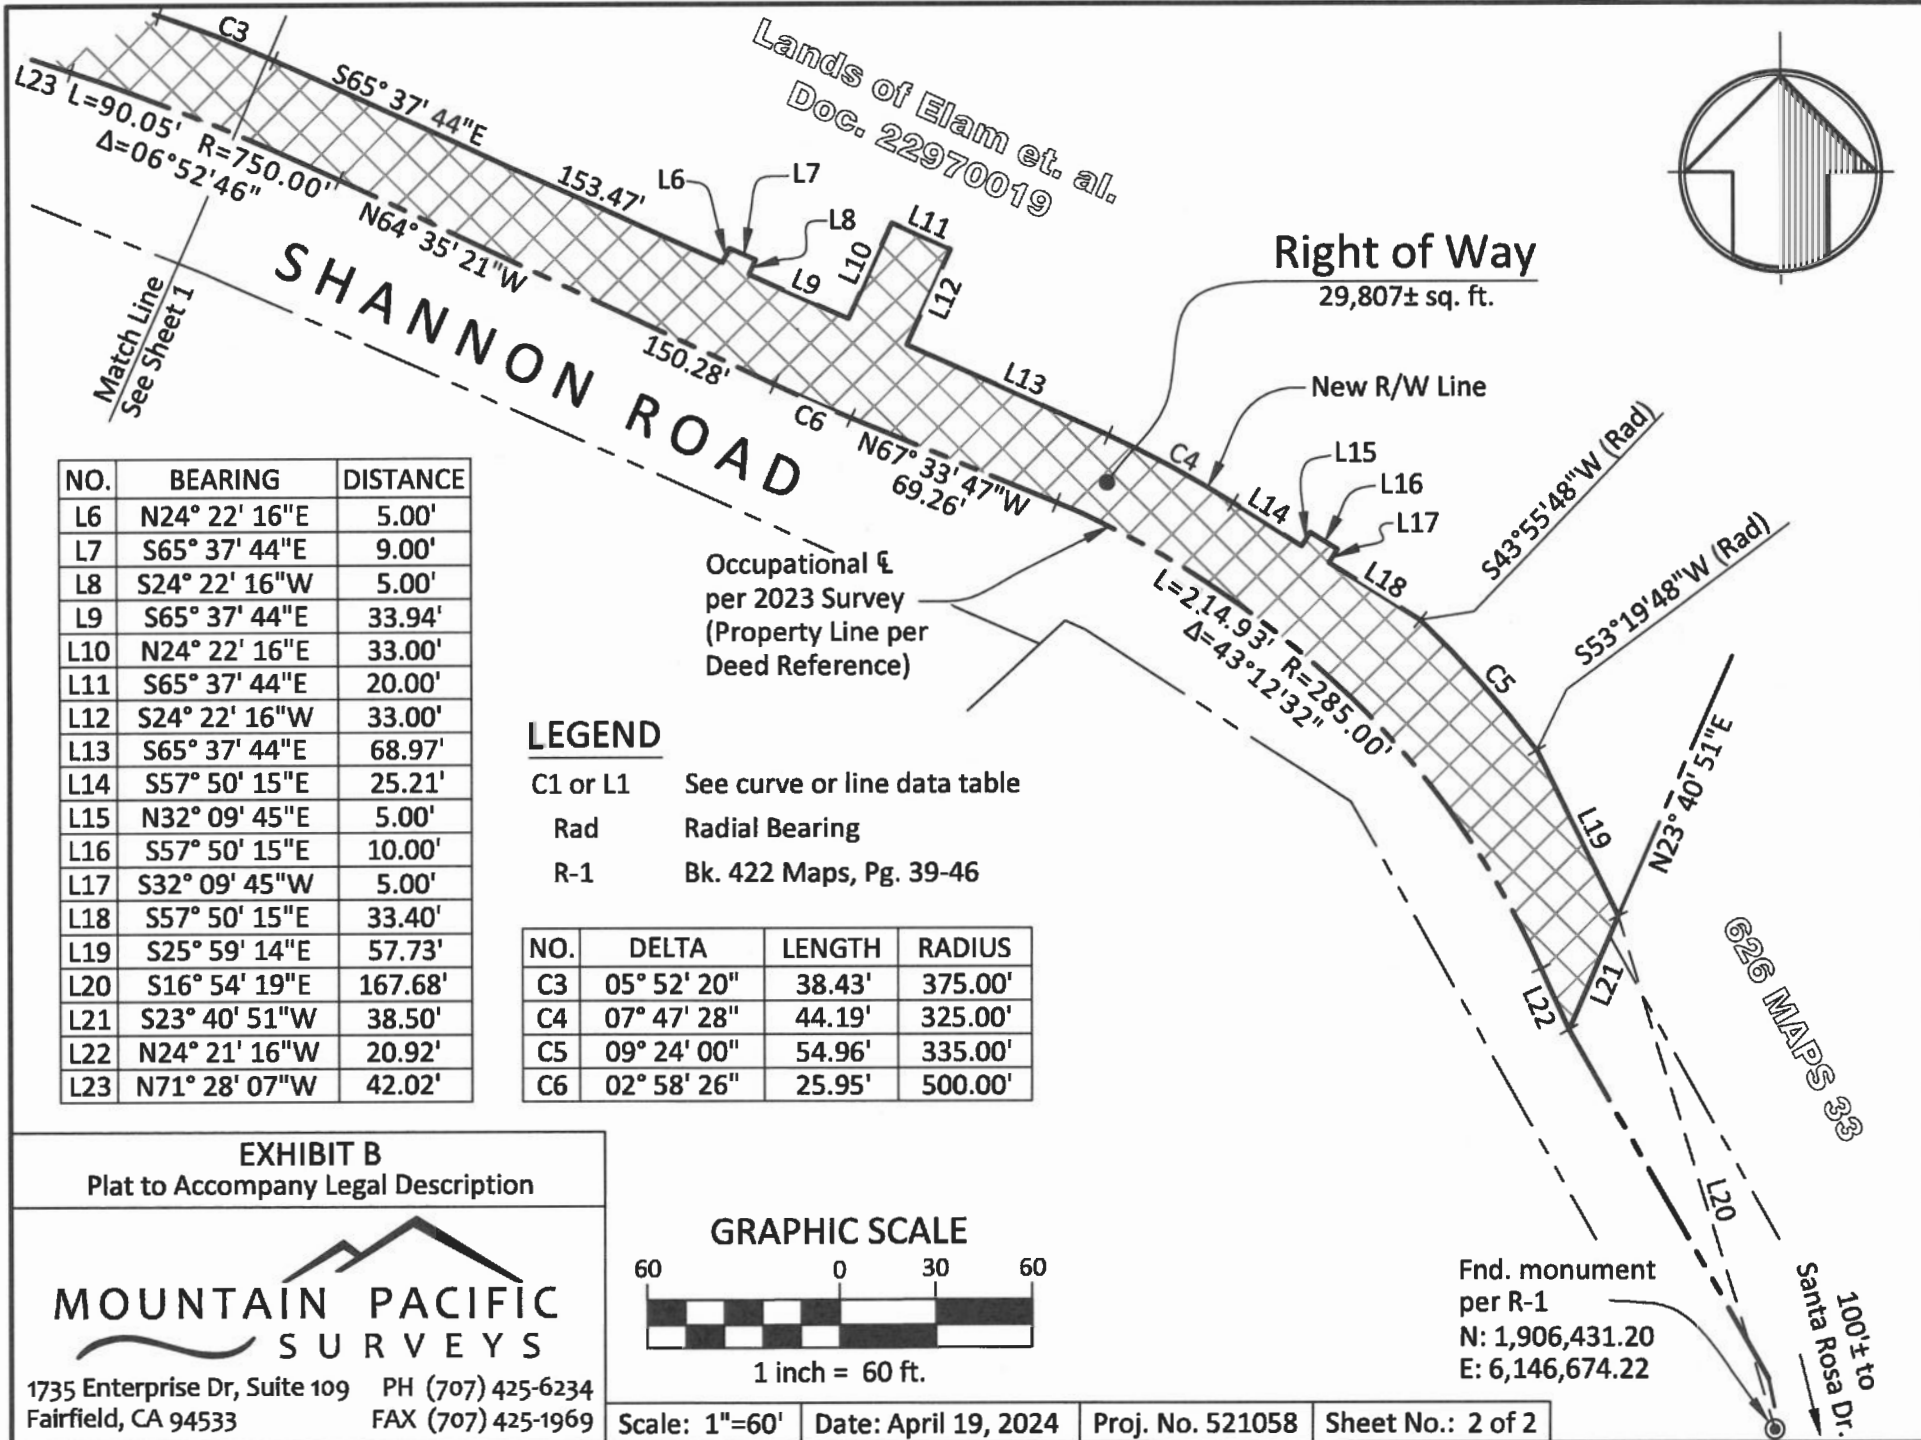 C3
L23
L=90.05' R=750.00'
Δ=06°52'46"
S65° 37' 44"E
153.47'
N64° 35' 21"W
150.28'
Match Line
See Sheet 1
SHANNON ROAD
Lands of Elam et. al.
Doc. 22970019
L6
L7
L8
L9
L10
L11
L12
L13
Right of Way
29,807± sq. ft.
New R/W Line
C4
C6
N67° 33' 47"W
69.26'
L14
L15
L16
L17
L18
S43°55'48"W (Rad)
S53°19'48"W (Rad)
Occupational ℄
per 2023 Survey
(Property Line per
Deed Reference)
L=214.93' R=285.00'
Δ=43°12'32"
C5
L19
N23° 40' 51"E
L21
L22
L20
626 MAPS 33
NO. BEARING DISTANCE
L6 N24° 22' 16"E 5.00'
L7 S65° 37' 44"E 9.00'
L8 S24° 22' 16"W 5.00'
L9 S65° 37' 44"E 33.94'
L10 N24° 22' 16"E 33.00'
L11 S65° 37' 44"E 20.00'
L12 S24° 22' 16"W 33.00'
L13 S65° 37' 44"E 68.97'
L14 S57° 50' 15"E 25.21'
L15 N32° 09' 45"E 5.00'
L16 S57° 50' 15"E 10.00'
L17 S32° 09' 45"W 5.00'
L18 S57° 50' 15"E 33.40'
L19 S25° 59' 14"E 57.73'
L20 S16° 54' 19"E 167.68'
L21 S23° 40' 51"W 38.50'
L22 N24° 21' 16"W 20.92'
L23 N71° 28' 07"W 42.02'
LEGEND
C1 or L1 See curve or line data table
Rad Radial Bearing
R-1 Bk. 422 Maps, Pg. 39-46
NO. DELTA LENGTH RADIUS
C3 05° 52' 20" 38.43' 375.00'
C4 07° 47' 28" 44.19' 325.00'
C5 09° 24' 00" 54.96' 335.00'
C6 02° 58' 26" 25.95' 500.00'
EXHIBIT B
Plat to Accompany Legal Description
MOUNTAIN PACIFIC
SURVEYS
1735 Enterprise Dr, Suite 109 PH (707) 425-6234
Fairfield, CA 94533 FAX (707) 425-1969
GRAPHIC SCALE
60 0 30 60
1 inch = 60 ft.
Fnd. monument
per R-1
N: 1,906,431.20
E: 6,146,674.22
100'± to
Santa Rosa Dr.
Scale: 1"=60' Date: April 19, 2024 Proj. No. 521058 Sheet No.: 2 of 2